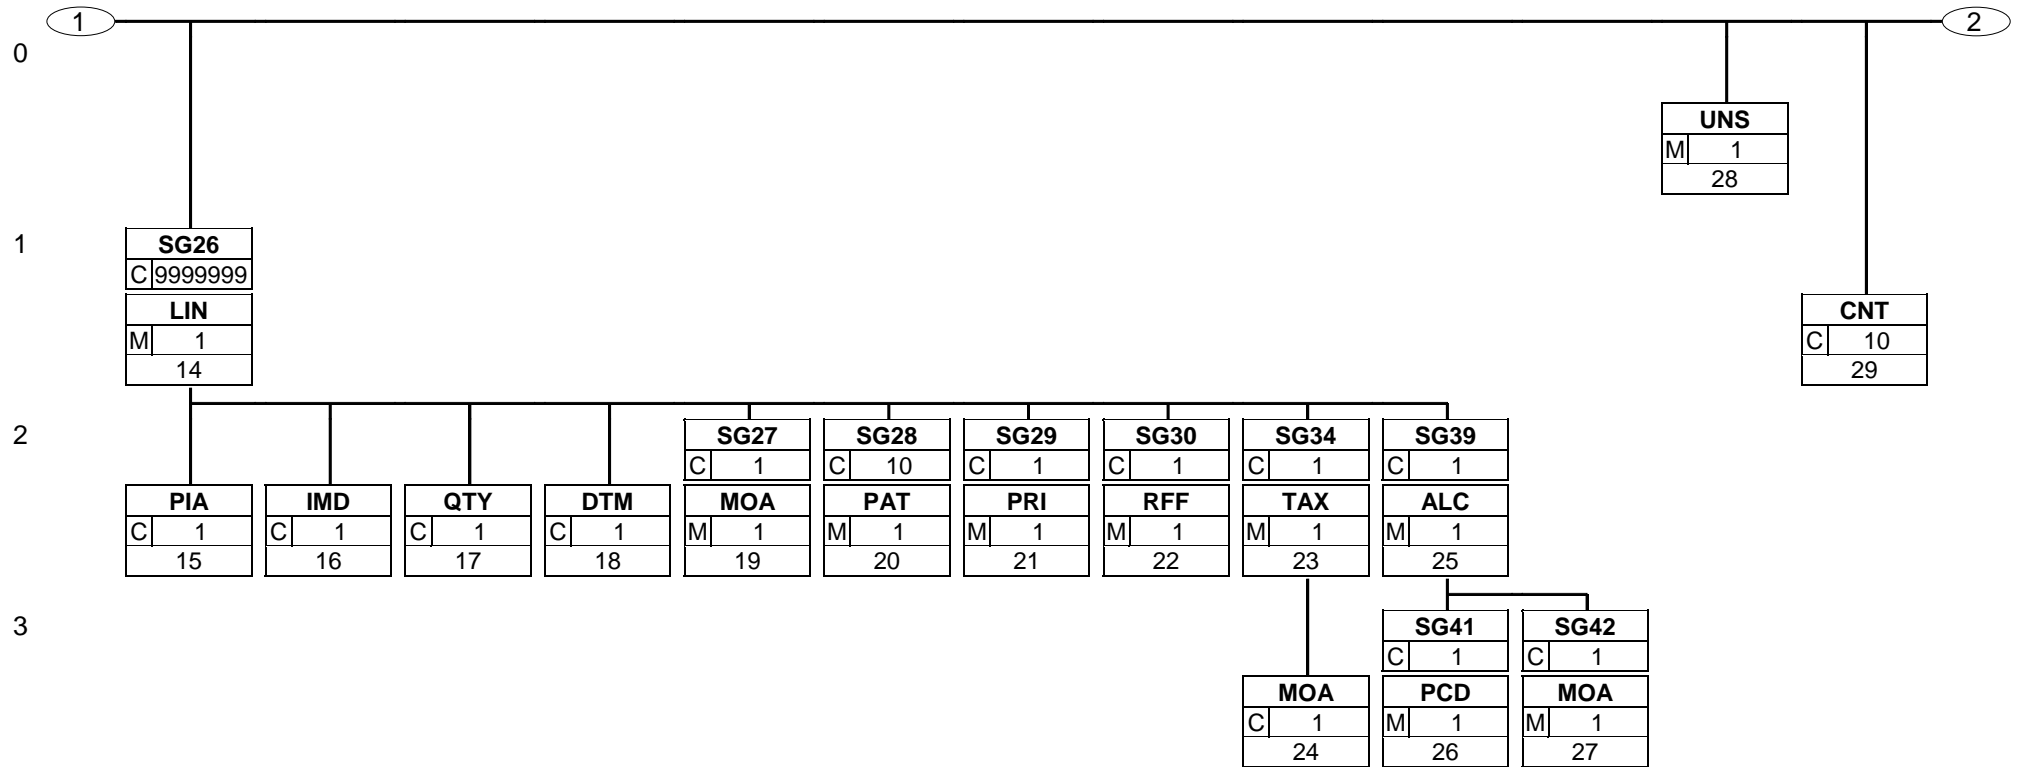 1 2
0
UNS
M 1
28
1
SG26
C 9999999
LIN
M 1
14
CNT
C 10
29
2
SG27 SG28 SG29 SG30 SG34 SG39
C 1 C 10 C 1 C 1 C 1 C 1
PIA IMD QTY DTM MOA PAT PRI RFF TAX ALC
C 1 C 1 C 1 C 1 M 1 M 1 M 1 M 1 M 1 M 1
15 16 17 18 19 20 21 22 23 25
3
SG41 SG42
C 1 C 1
MOA PCD MOA
C 1 M 1 M 1
24 26 27